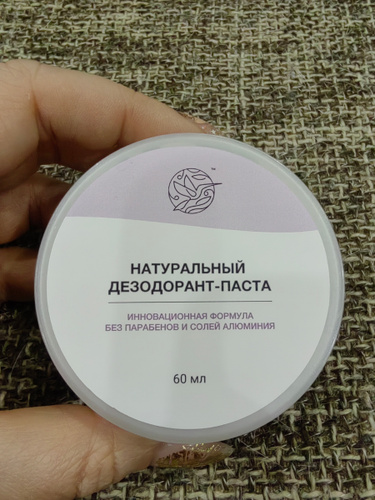 НАТУРАЛЬНЫЙ
ДЕЗОДОРАНТ-ПАСТА
ИННОВАЦИОННАЯ ФОРМУЛА
БЕЗ ПАРАБЕНОВ И СОЛЕЙ АЛЮМИНИЯ
60 мл